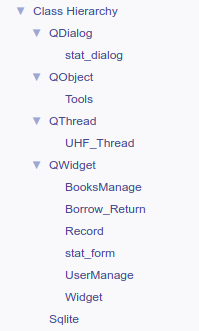 Class Hierarchy
QDialog
stat_dialog
QObject
Tools
QThread
UHF_Thread
QWidget
BooksManage
Borrow_Return
Record
stat_form
UserManage
Widget
Sqlite